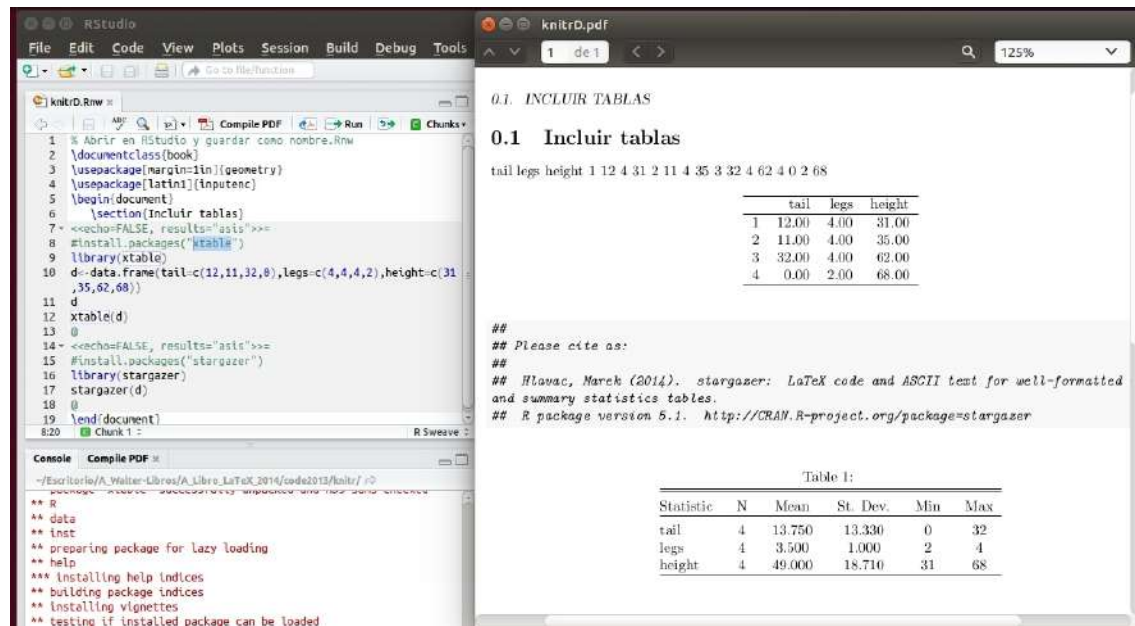 RStudio
File Edit Code View Plots Session Build Debug Tools
Go to file/function
knitrD.Rnw
ABC Compile PDF Run Chunks
1 % Abrir en RStudio y guardar como nombre.Rnw
2 \documentclass{book}
3 \usepackage[margin=1in]{geometry}
4 \usepackage[latin1]{inputenc}
5 \begin{document}
6 \section{Incluir tablas}
7 <<echo=FALSE, results="asis">>=
8 #install.packages("xtable")
9 library(xtable)
10 d<-data.frame(tail=c(12,11,32,0),legs=c(4,4,4,2),height=c(31
,35,62,68))
11 d
12 xtable(d)
13 @
14 <<echo=FALSE, results="asis">>=
15 #install.packages("stargazer")
16 library(stargazer)
17 stargazer(d)
18 @
19 \end{document}
8:20 Chunk 1 R Sweave
Console Compile PDF
~/Escritorio/A_Walter-Libros/A_Libro_LaTeX_2014/code2013/knitr/
** R
** data
** inst
** preparing package for lazy loading
** help
*** installing help indices
** building package indices
** installing vignettes
** testing if installed package can be loaded
knitrD.pdf
1 de 1 125%
0.1. INCLUIR TABLAS
0.1 Incluir tablas
tail legs height 1 12 4 31 2 11 4 35 3 32 4 62 4 0 2 68
tail legs height
1 12.00 4.00 31.00
2 11.00 4.00 35.00
3 32.00 4.00 62.00
4 0.00 2.00 68.00
##
## Please cite as:
##
## Hlavac, Marek (2014). stargazer: LaTeX code and ASCII text for well-formatted
and summary statistics tables.
## R package version 5.1. http://CRAN.R-project.org/package=stargazer
Table 1:
Statistic N Mean St. Dev. Min Max
tail 4 13.750 13.330 0 32
legs 4 3.500 1.000 2 4
height 4 49.000 18.710 31 68